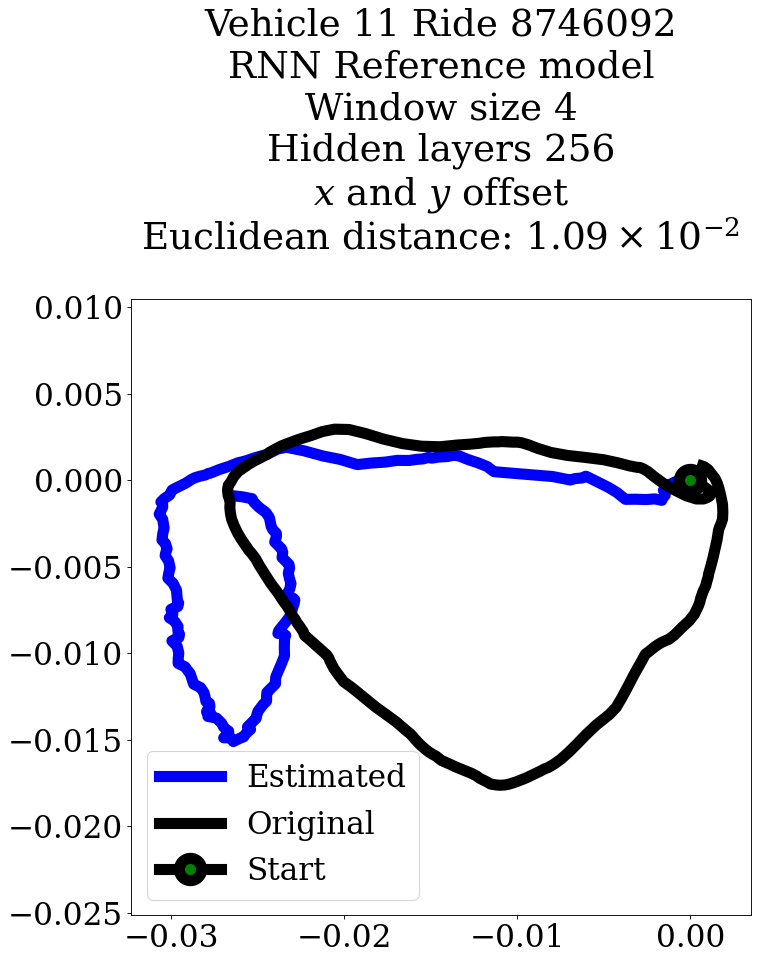 Vehicle 11 Ride 8746092
RNN Reference model
Window size 4
Hidden layers 256
x and y offset
Euclidean distance: 1.09 × 10⁻²
0.010
0.005
0.000
−0.005
−0.010
−0.015
−0.020
−0.025
Estimated
Original
Start
−0.03 −0.02 −0.01 0.00